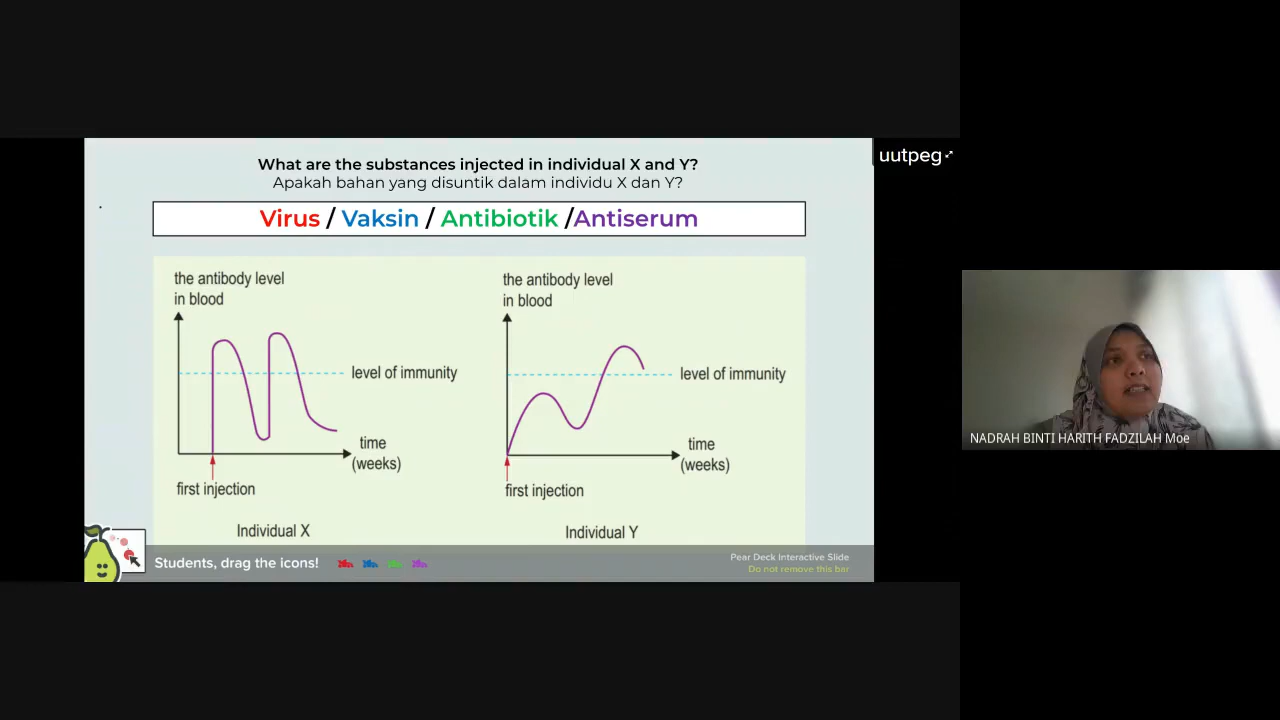 What are the substances injected in individual X and Y?
Apakah bahan yang disuntik dalam individu X dan Y?
Virus / Vaksin / Antibiotik /Antiserum
the antibody level
in blood
level of immunity
time
(weeks)
first injection
Individual X
the antibody level
in blood
level of immunity
time
(weeks)
first injection
Individual Y
Students, drag the icons!
Pear Deck Interactive Slide
Do not remove this bar
uutpeg
NADRAH BINTI HARITH FADZILAH Moe